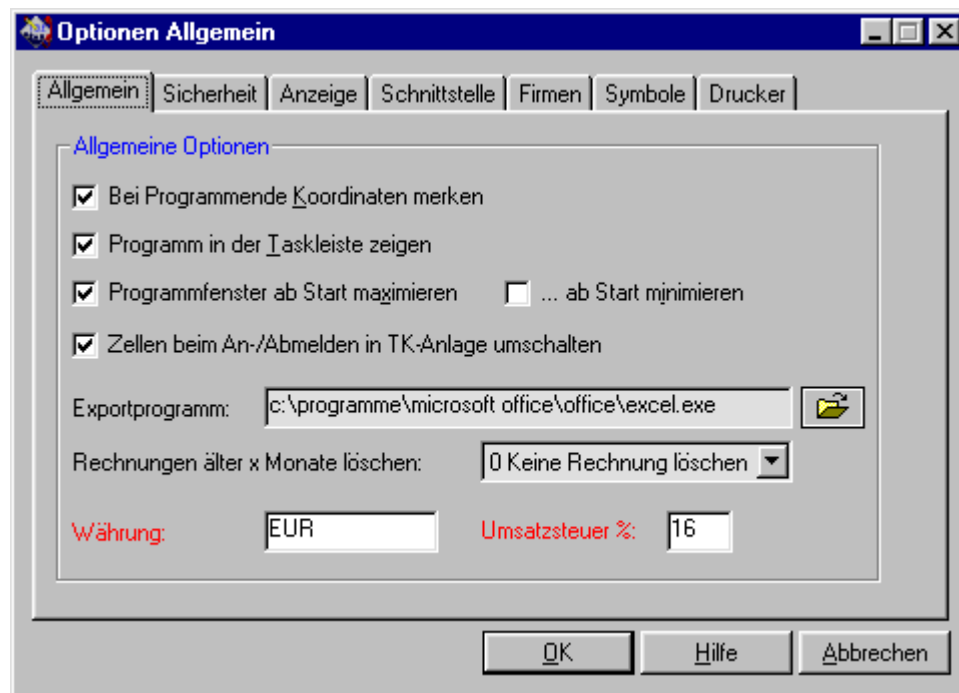 Optionen Allgemein
Allgemein Sicherheit Anzeige Schnittstelle Firmen Symbole Drucker
Allgemeine Optionen
Bei Programmende Koordinaten merken
Programm in der Taskleiste zeigen
Programmfenster ab Start maximieren ... ab Start minimieren
Zellen beim An-/Abmelden in TK-Anlage umschalten
Exportprogramm: c:\programme\microsoft office\office\excel.exe
Rechnungen älter x Monate löschen: 0 Keine Rechnung löschen
Währung: EUR Umsatzsteuer %: 16
OK Hilfe Abbrechen